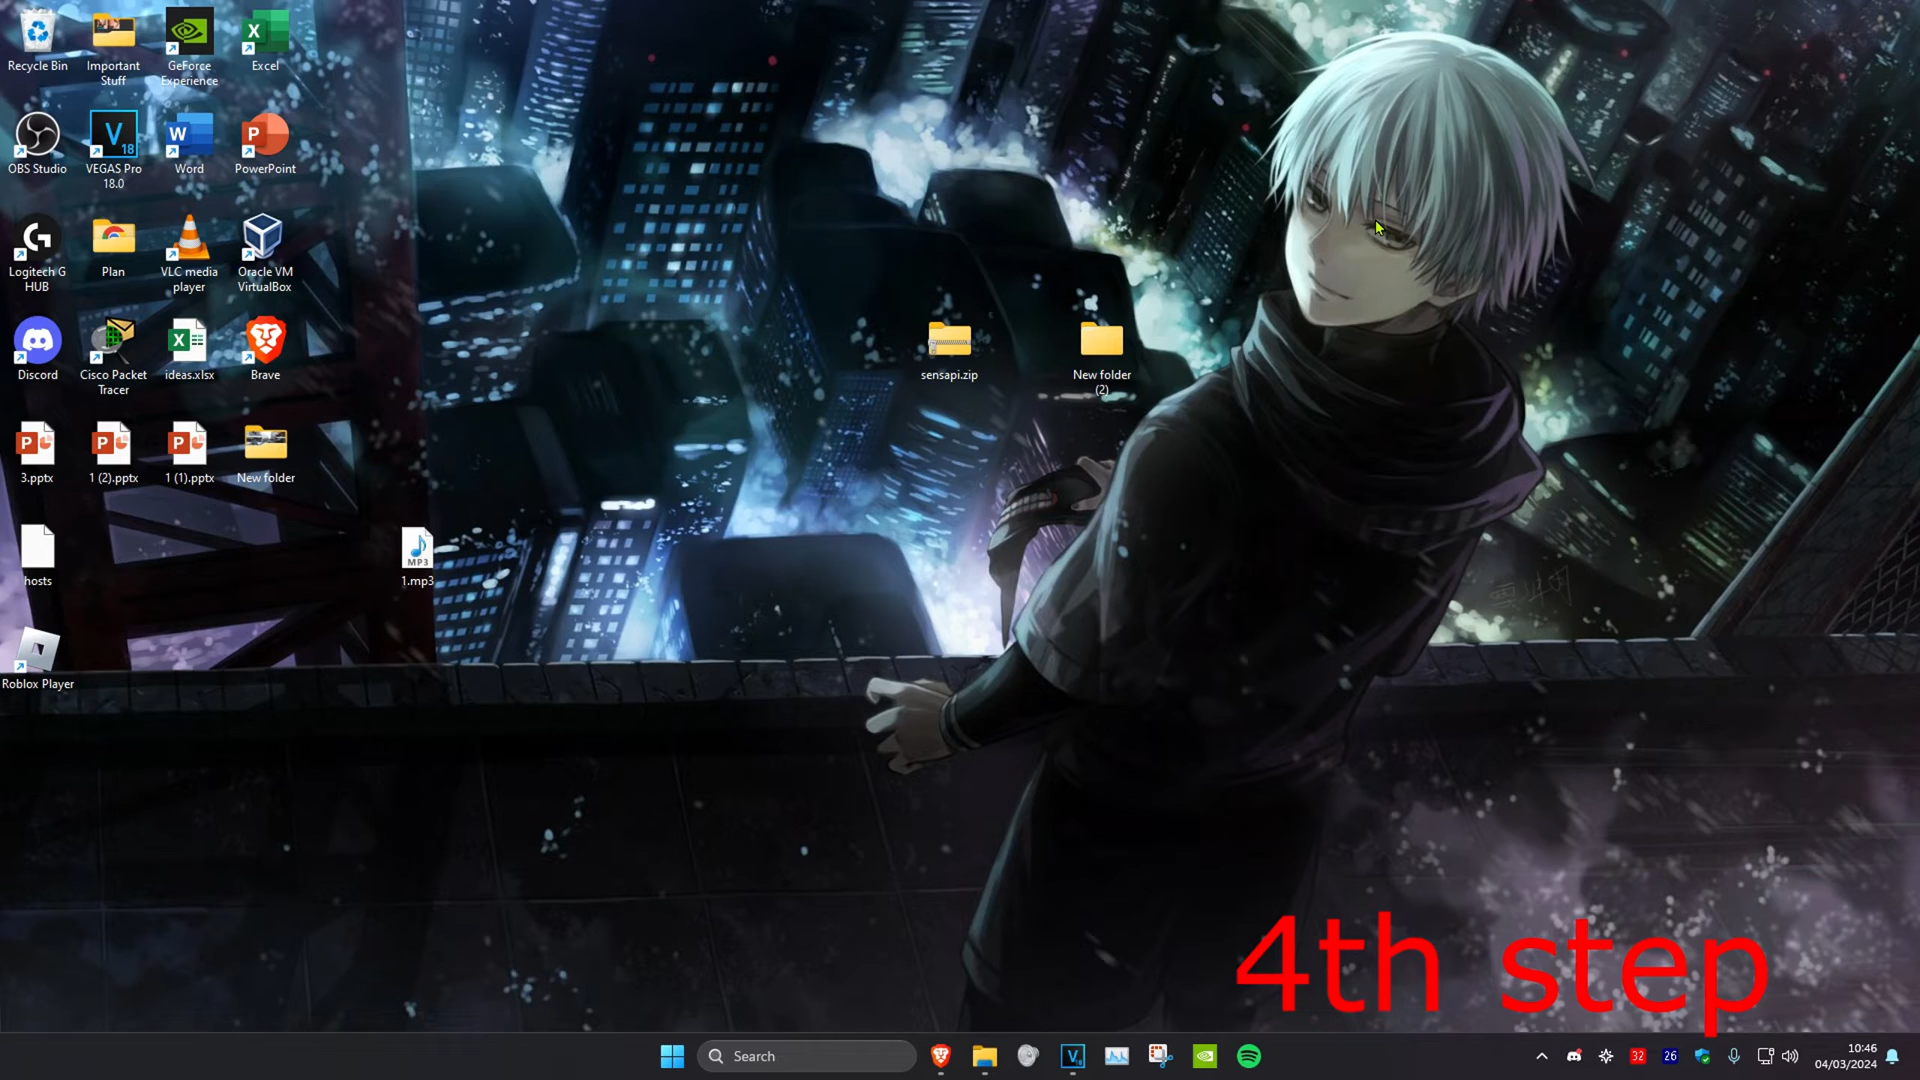 Recycle Bin
Important
Stuff
GeForce
Experience
Excel
OBS Studio
VEGAS Pro
18.0
Word
PowerPoint
Logitech G
HUB
Plan
VLC media
player
Oracle VM
VirtualBox
Discord
Cisco Packet
Tracer
ideas.xlsx
Brave
3.pptx
1 (2).pptx
1 (1).pptx
New folder
hosts
MP3
1.mp3
Roblox Player
sensapi.zip
New folder
(2)
4th step
Search
32
26
10:46
04/03/2024